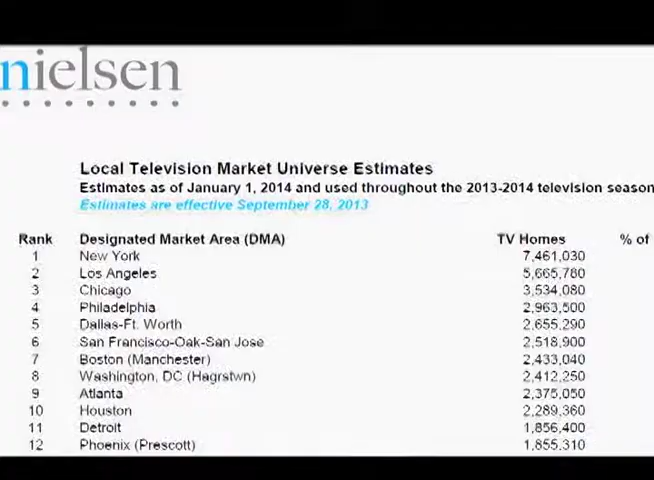 nielsen
Local Television Market Universe Estimates
Estimates as of January 1, 2014 and used throughout the 2013-2014 television season
Estimates are effective September 28, 2013
Rank Designated Market Area (DMA) TV Homes % of
1 New York 7,461,030
2 Los Angeles 5,665,780
3 Chicago 3,534,080
4 Philadelphia 2,963,500
5 Dallas-Ft. Worth 2,655,290
6 San Francisco-Oak-San Jose 2,518,900
7 Boston (Manchester) 2,433,040
8 Washington, DC (Hagrstwn) 2,412,250
9 Atlanta 2,375,050
10 Houston 2,289,360
11 Detroit 1,856,400
12 Phoenix (Prescott) 1,855,310